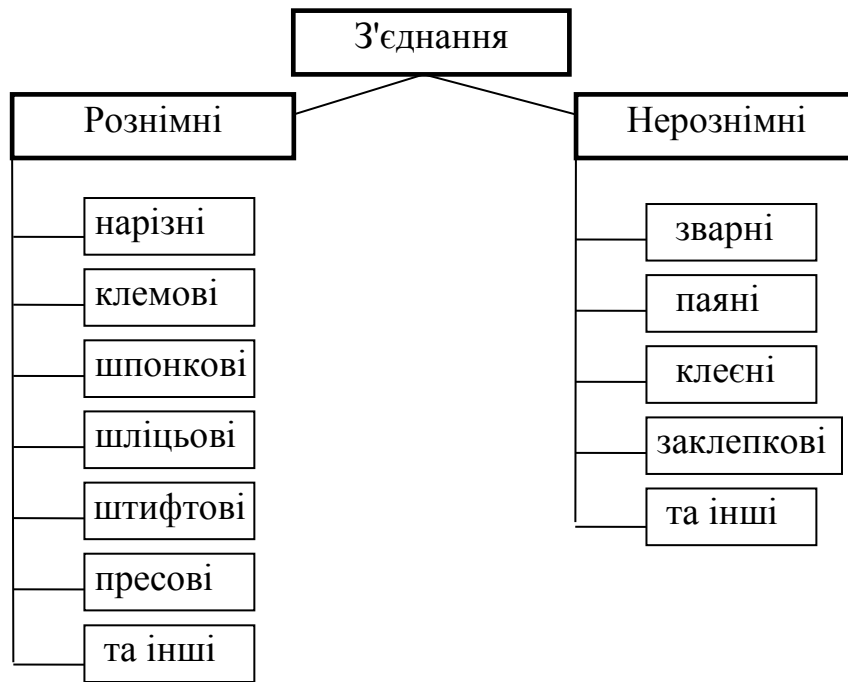 З'єднання
Рознімні
Нерознімні
нарізні
клемові
шпонкові
шліцьові
штифтові
пресові
та інші
зварні
паяні
клеєні
заклепкові
та інші